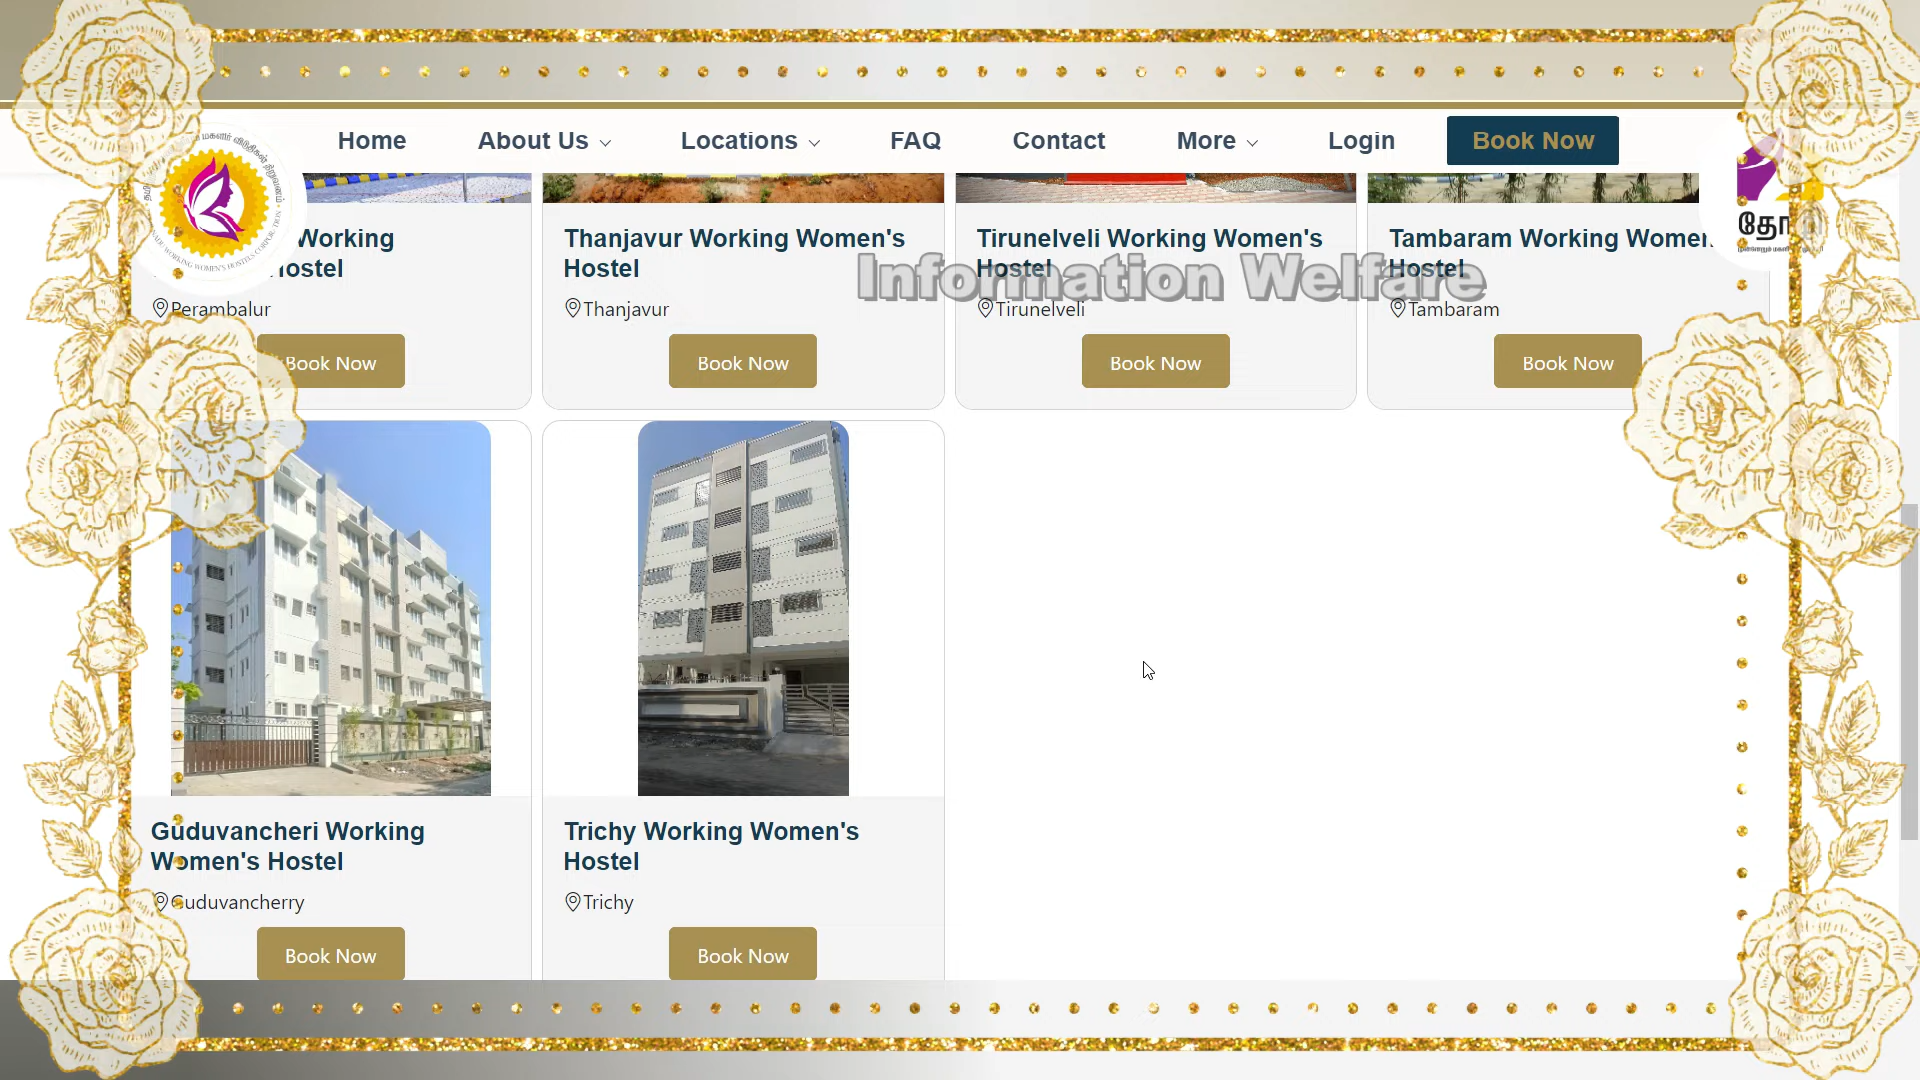 Home
About Us
Locations
FAQ
Contact
More
Login
Book Now
Working
Hostel
Perambalur
Book Now
Thanjavur Working Women's
Hostel
Thanjavur
Book Now
Tirunelveli Working Women's
Hostel
Tirunelveli
Book Now
Tambaram Working Women
Hostel
Tambaram
Book Now
Information Welfare
Guduvancheri Working
Women's Hostel
Guduvancherry
Book Now
Trichy Working Women's
Hostel
Trichy
Book Now